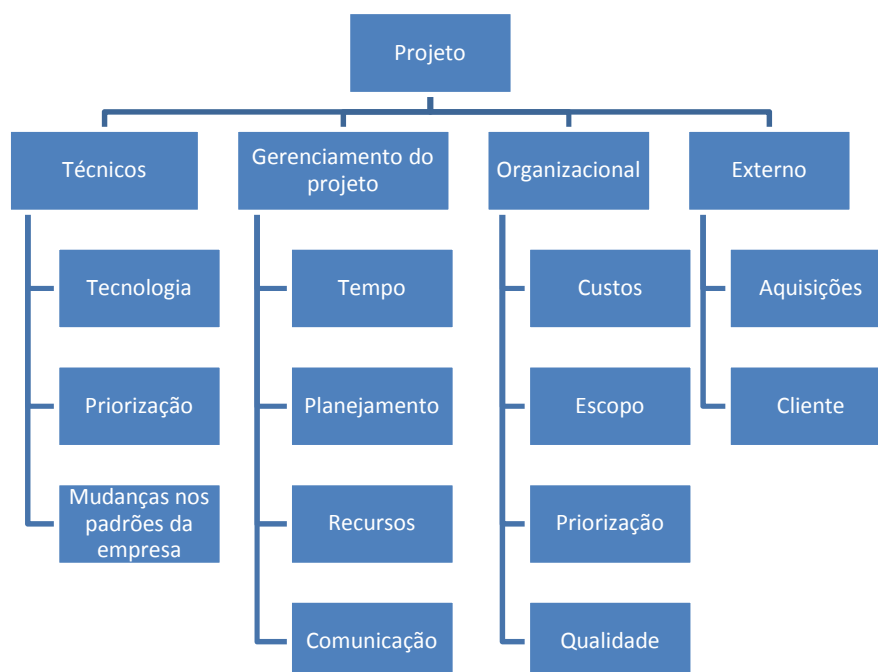 Projeto
Técnicos
Gerenciamento do
projeto
Organizacional
Externo
Tecnologia
Tempo
Custos
Aquisições
Priorização
Planejamento
Escopo
Cliente
Mudanças nos
padrões da
empresa
Recursos
Priorização
Comunicação
Qualidade